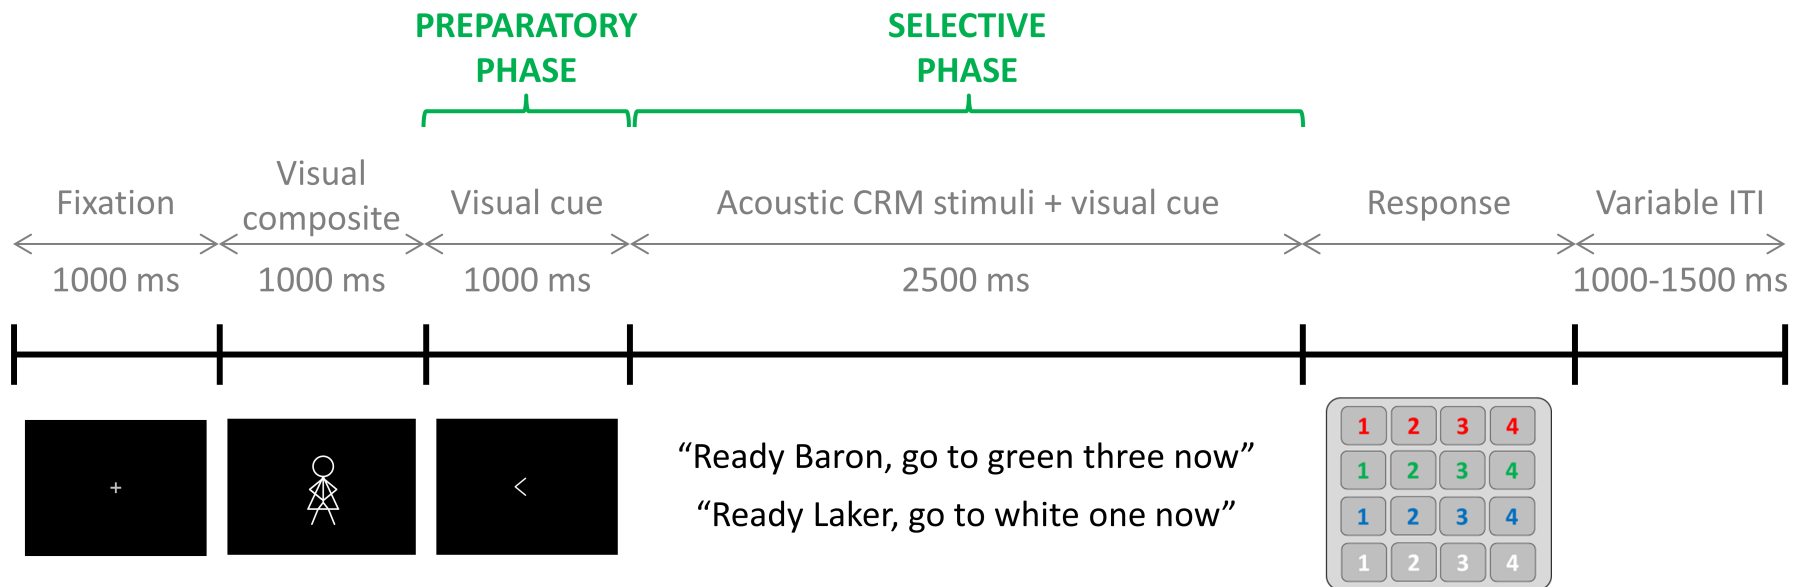 PREPARATORY
PHASE
SELECTIVE
PHASE
Fixation
Visual
composite
Visual cue
Acoustic CRM stimuli + visual cue
Response
Variable ITI
1000 ms
1000 ms
1000 ms
2500 ms
1000-1500 ms
“Ready Baron, go to green three now”
“Ready Laker, go to white one now”
1 2 3 4
1 2 3 4
1 2 3 4
1 2 3 4